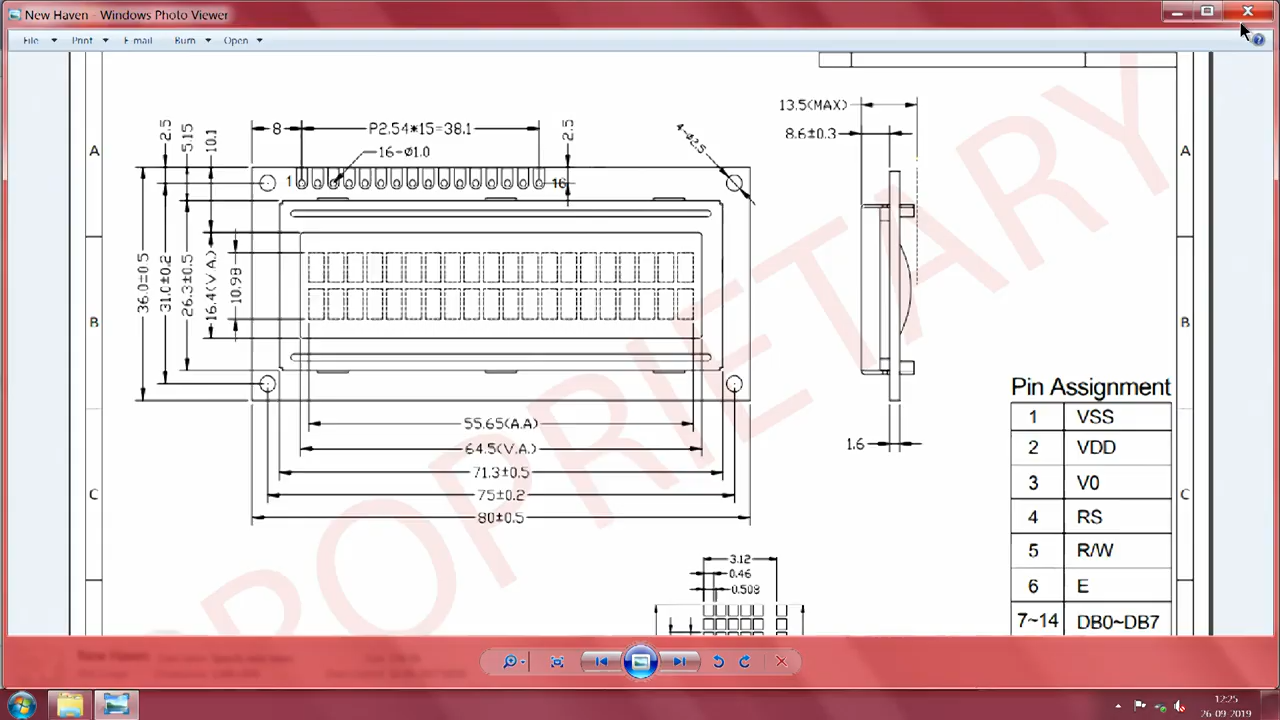 New Haven - Windows Photo Viewer
File Print E-mail Burn Open
13.5(MAX)
8.6±0.3
2.5
5.15
10.1
8
P2.54*15=38.1
2.5
4-Ø2.5
16-Ø1.0
A
A
1
16
36.0±0.5
31.0±0.2
26.3±0.5
16.4(V.A.)
10.98
B
B
PROPRIETARY
55.65(A.A)
64.5(V.A.)
71.3±0.5
75±0.2
80±0.5
1.6
C
C
Pin Assignment
1 VSS
2 VDD
3 V0
4 RS
5 R/W
6 E
7~14 DB0~DB7
3.12
0.46
0.508
New Haven
12:25
26-09-2019